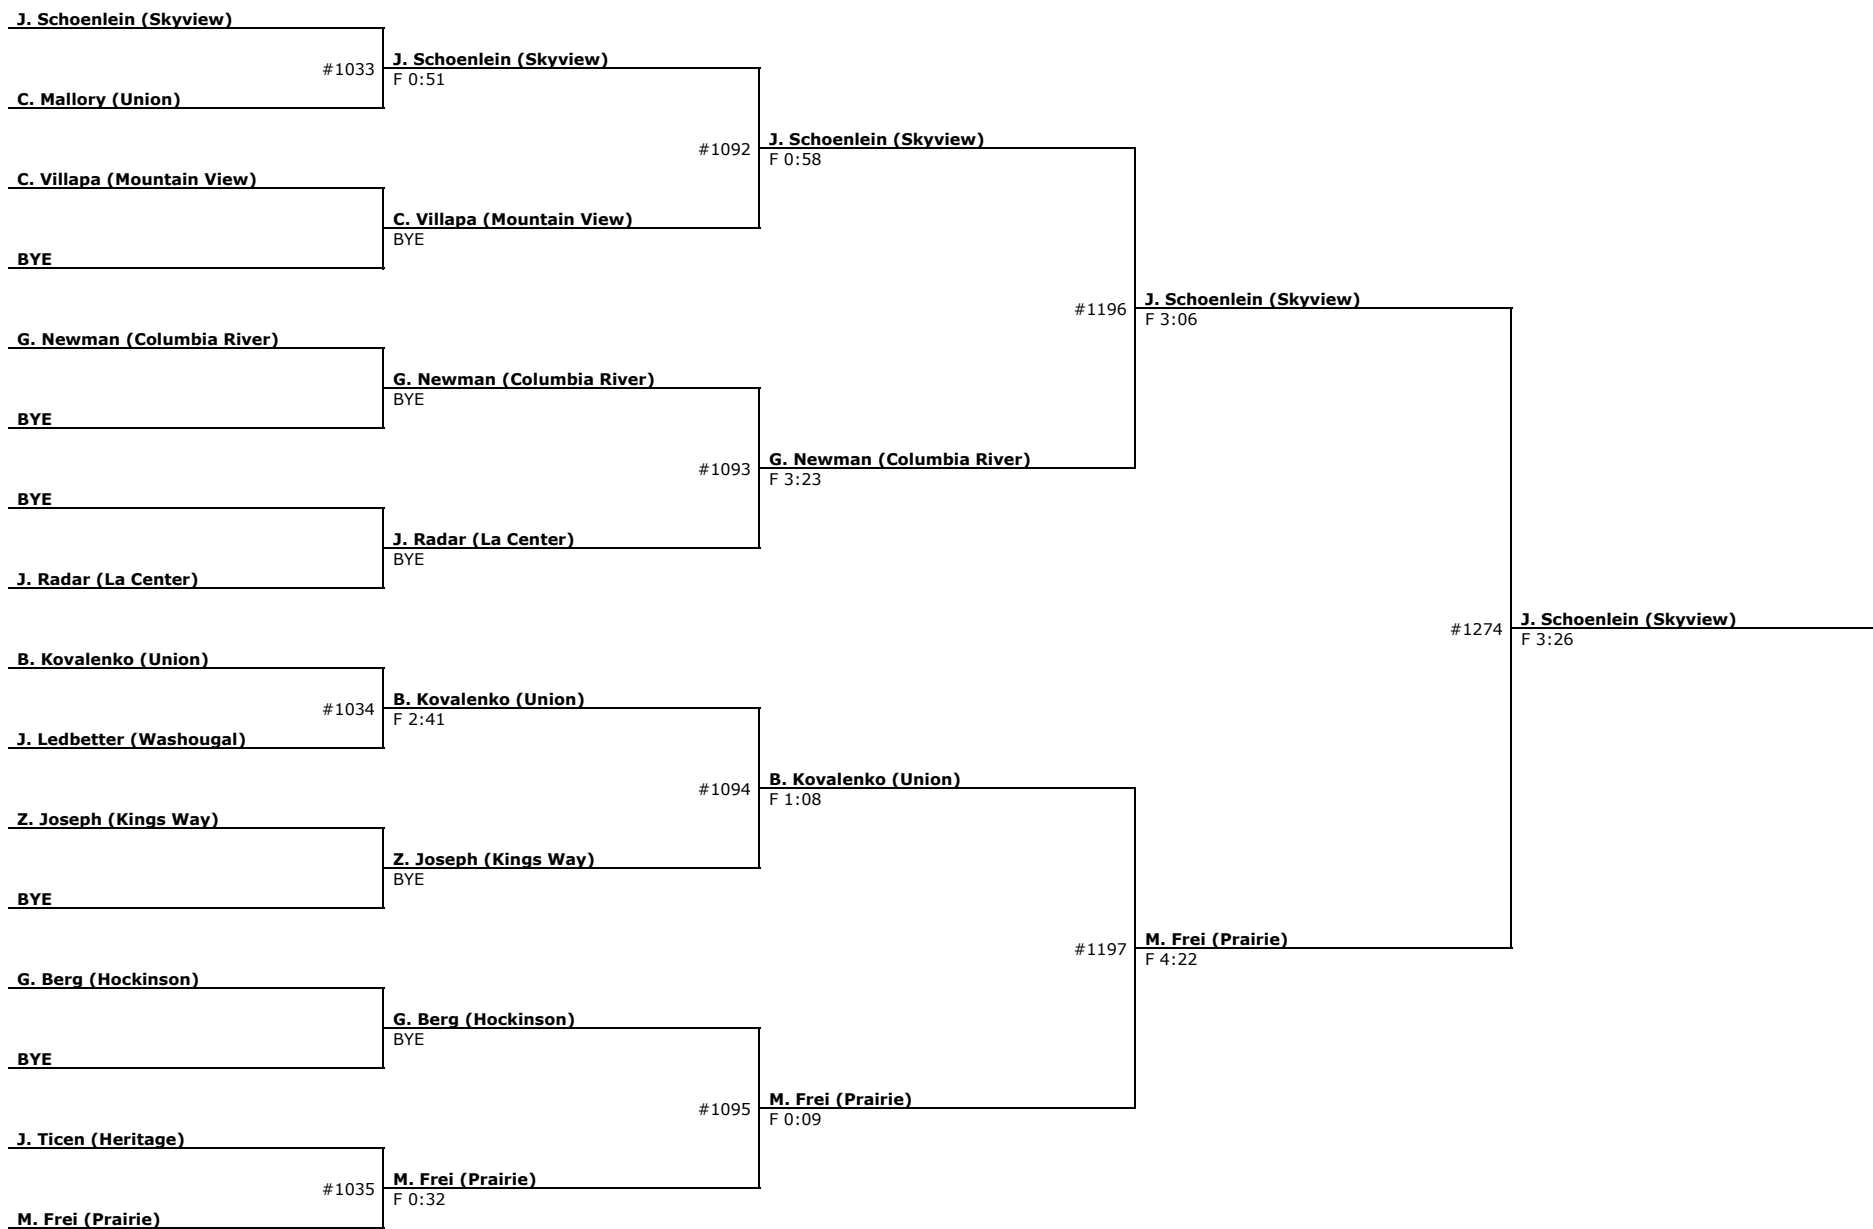 J. Schoenlein (Skyview)
#1033
C. Mallory (Union)
C. Villapa (Mountain View)
BYE
G. Newman (Columbia River)
BYE
BYE
J. Radar (La Center)
B. Kovalenko (Union)
#1034
J. Ledbetter (Washougal)
Z. Joseph (Kings Way)
BYE
G. Berg (Hockinson)
BYE
J. Ticen (Heritage)
#1035
M. Frei (Prairie)
J. Schoenlein (Skyview)
F 0:51
#1092
C. Villapa (Mountain View)
BYE
G. Newman (Columbia River)
BYE
#1093
J. Radar (La Center)
BYE
B. Kovalenko (Union)
F 2:41
#1094
Z. Joseph (Kings Way)
BYE
G. Berg (Hockinson)
BYE
#1095
M. Frei (Prairie)
F 0:32
J. Schoenlein (Skyview)
F 0:58
#1196
G. Newman (Columbia River)
F 3:23
B. Kovalenko (Union)
F 1:08
#1197
M. Frei (Prairie)
F 0:09
J. Schoenlein (Skyview)
F 3:06
#1274
M. Frei (Prairie)
F 4:22
J. Schoenlein (Skyview)
F 3:26